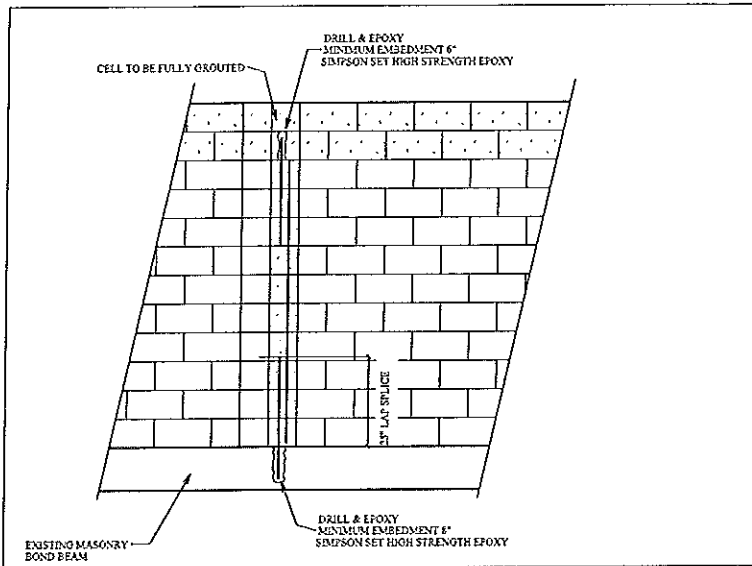 DRILL & EPOXY
MINIMUM EMBEDMENT 6"
SIMPSON SET HIGH STRENGTH EPOXY
CELL TO BE FULLY GROUTED
LAP SPLICE
DRILL & EPOXY
MINIMUM EMBEDMENT 8"
SIMPSON SET HIGH STRENGTH EPOXY
EXISTING MASONRY
BOND BEAM